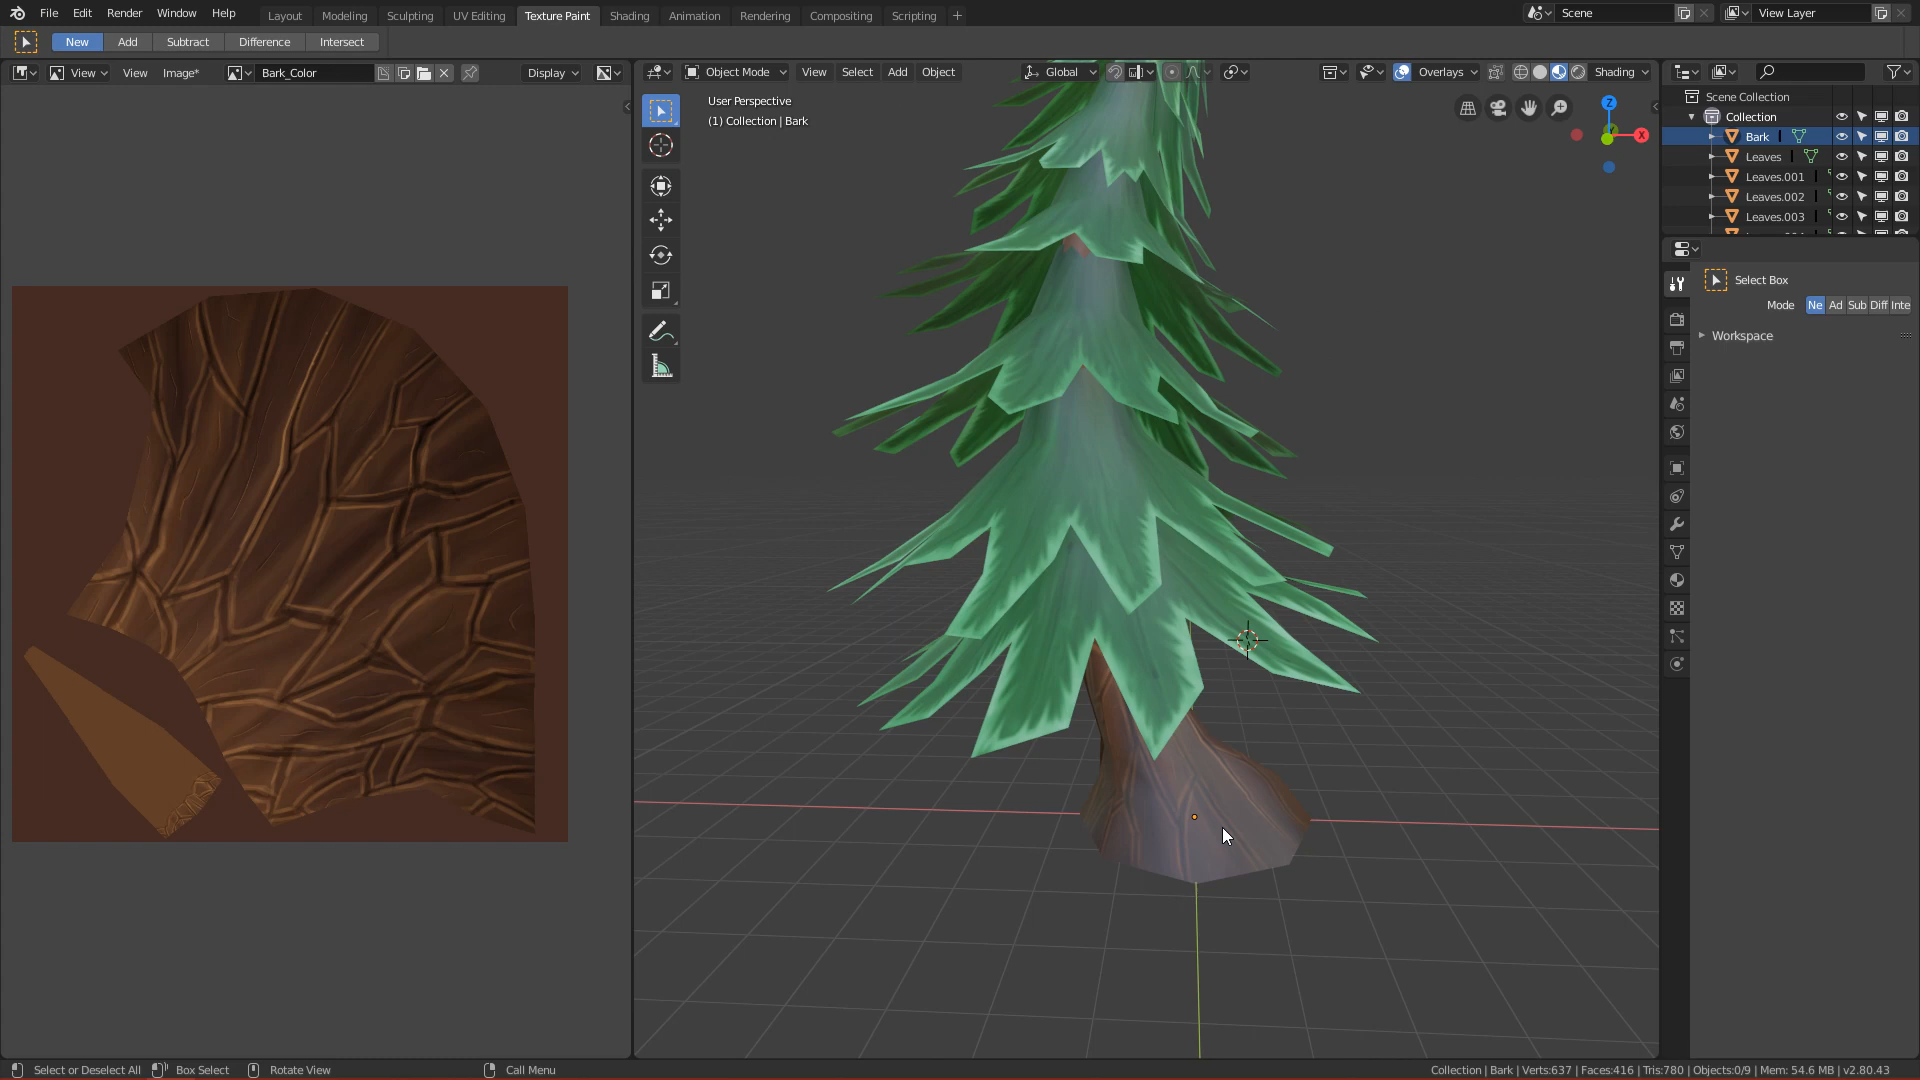 File Edit Render Window Help Layout Modeling Sculpting UV Editing Texture Paint Shading Animation Rendering Compositing Scripting + Scene View Layer
New Add Subtract Difference Intersect
View View Image* Bark_Color Display Object Mode View Select Add Object Global Overlays Shading
User Perspective
(1) Collection | Bark
Z
X
Scene Collection
Collection
Bark
Leaves
Leaves.001
Leaves.002
Leaves.003
Select Box
Mode Ne Ad Sub Diff Inte
Workspace
Select or Deselect All Box Select Rotate View Call Menu Collection | Bark | Verts:637 | Faces:416 | Tris:780 | Objects:0/9 | Mem: 54.6 MB | v2.80.43